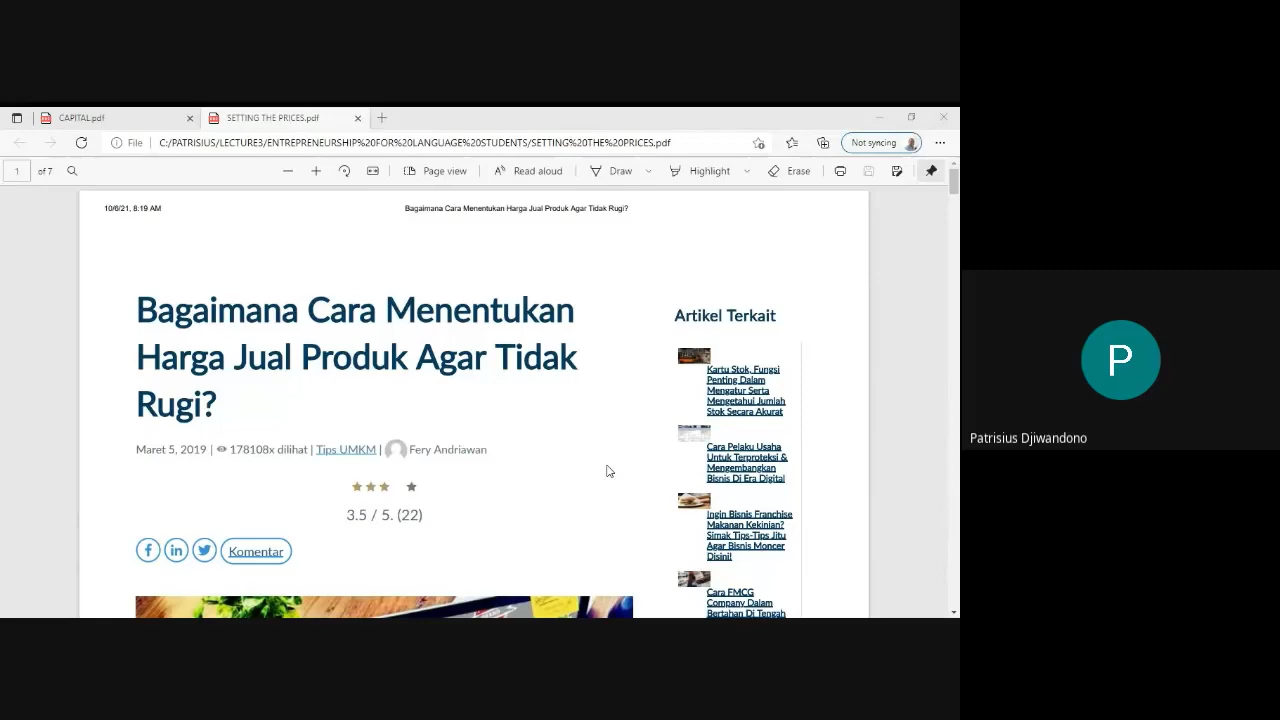 CAPITAL.pdf
SETTING THE PRICES.pdf
File
C:/PATRISIUS/LECTURE3/ENTREPRENEURSHIP%20FOR%20LANGUAGE%20STUDENTS/SETTING%20THE%20PRICES.pdf
Not syncing
1 of 7
Page view
Read aloud
Draw
Highlight
Erase
10/6/21, 8:19 AM
Bagaimana Cara Menentukan Harga Jual Produk Agar Tidak Rugi?
Bagaimana Cara Menentukan
Harga Jual Produk Agar Tidak
Rugi?
Maret 5, 2019 | 178108x dilihat | Tips UMKM | Fery Andriawan
3.5 / 5. (22)
Komentar
Artikel Terkait
Kartu Stok, Fungsi
Penting Dalam
Mengatur Serta
Mengetahui Jumlah
Stok Secara Akurat
Cara Pelaku Usaha
Untuk Terproteksi &
Mengembangkan
Bisnis Di Era Digital
Ingin Bisnis Franchise
Makanan Kekinian?
Simak Tips-Tips Jitu
Agar Bisnis Moncer
Disini!
Cara FMCG
Company Dalam
Bertahan Di Tengah
P
Patrisius Djiwandono